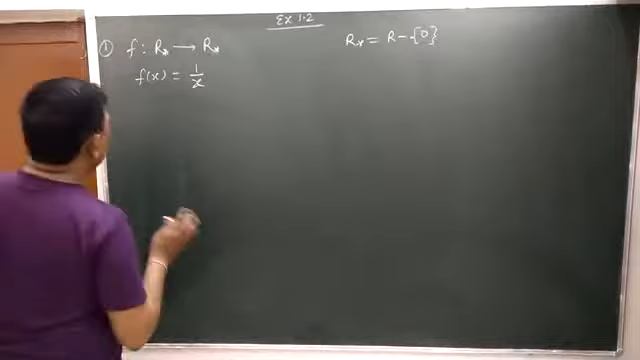 Ex 1.2
① f : R* → R*
R* = R - {0}
f(x) = 1/x